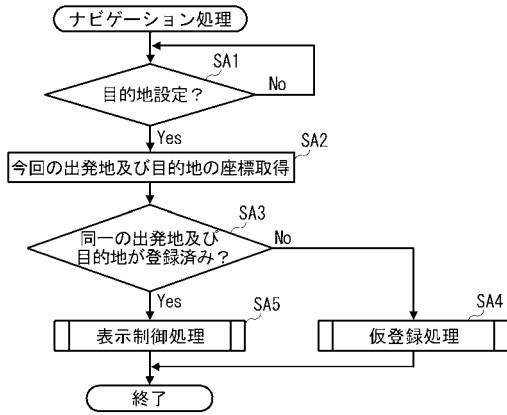 ナビゲーション処理
SA1
目的地設定？
No
Yes
SA2
今回の出発地及び目的地の座標取得
SA3
同一の出発地及び
目的地が登録済み？
No
Yes
SA5
表示制御処理
SA4
仮登録処理
終了